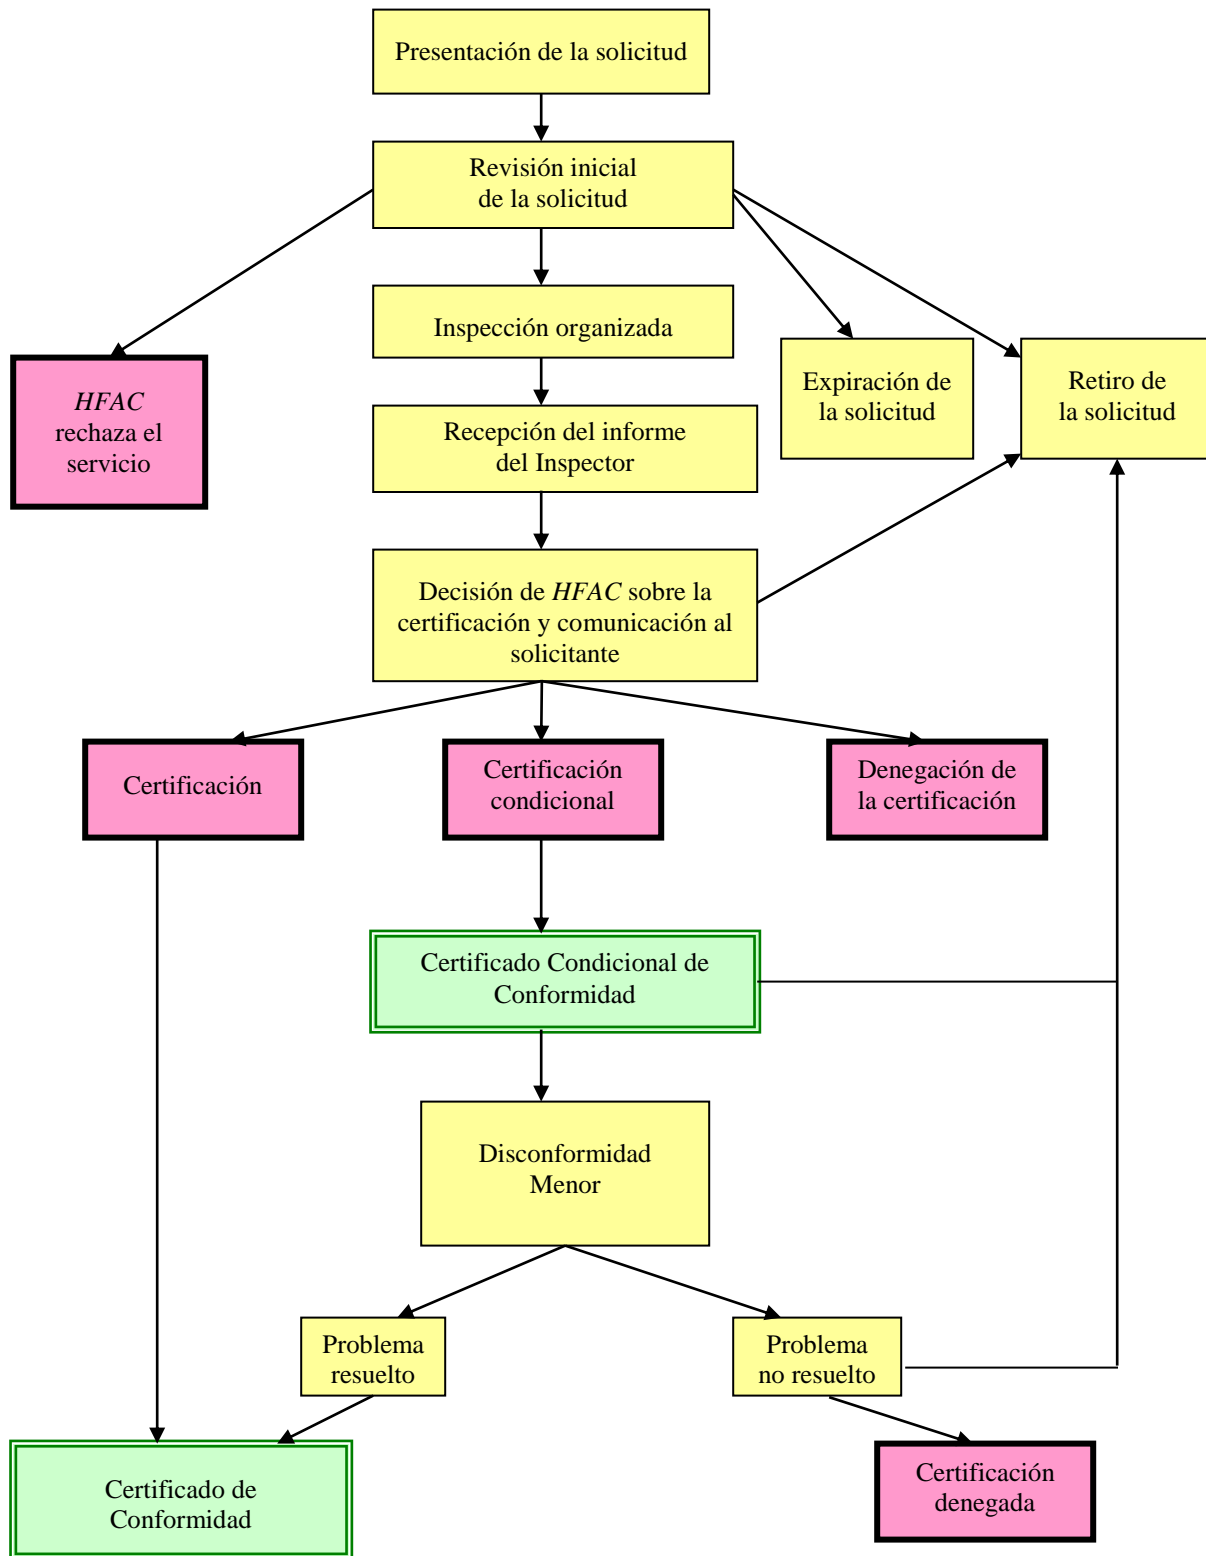 Presentación de la solicitud
Revisión inicial
de la solicitud
Inspección organizada
HFAC
rechaza el
servicio
Expiración de
la solicitud
Retiro de
la solicitud
Recepción del informe
del Inspector
Decisión de HFAC sobre la
certificación y comunicación al
solicitante
Certificación
Certificación
condicional
Denegación de
la certificación
Certificado Condicional de
Conformidad
Disconformidad
Menor
Problema
resuelto
Problema
no resuelto
Certificado de
Conformidad
Certificación
denegada